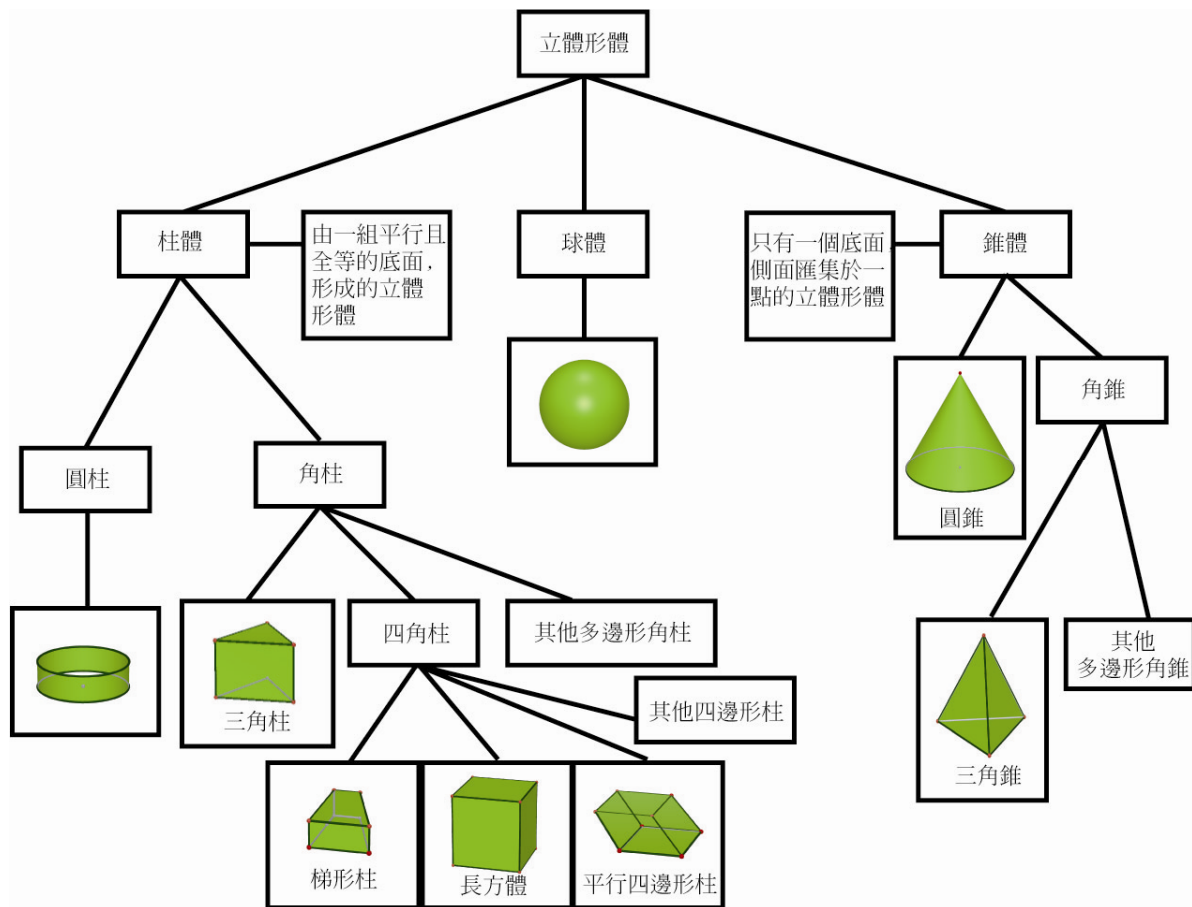 立體形體
柱體
由一組平行且
全等的底面，
形成的立體
形體
球體
只有一個底面，
側面匯集於一
點的立體形體
錐體
圓柱
角柱
圓錐
角錐
三角柱
四角柱
其他多邊形角柱
其他四邊形柱
梯形柱
長方體
平行四邊形柱
三角錐
其他
多邊形角錐